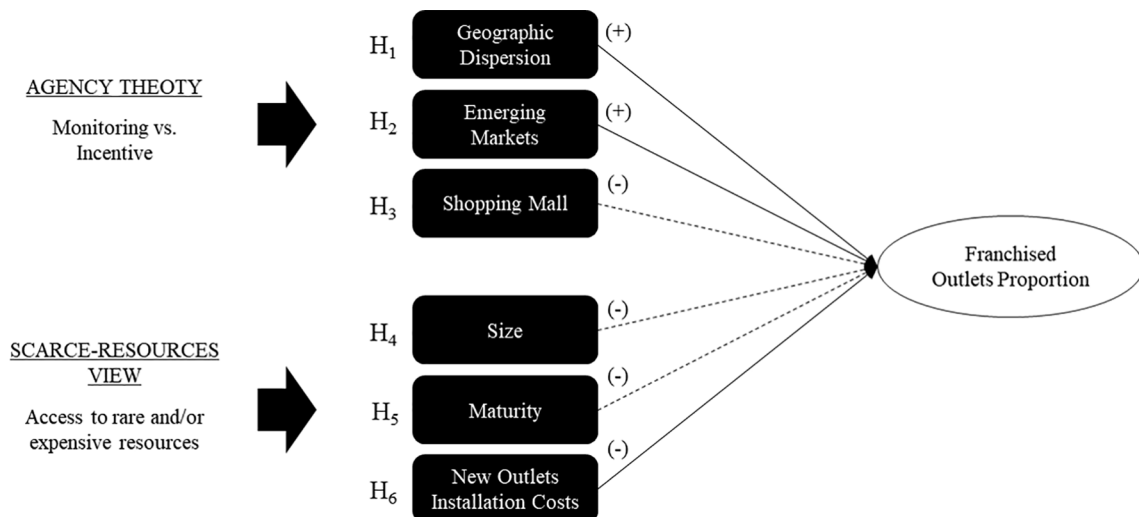 AGENCY THEOTY
Monitoring vs.
Incentive
H₁
Geographic
Dispersion
(+)
H₂
Emerging
Markets
(+)
H₃
Shopping Mall
(-)
SCARCE-RESOURCES
VIEW
Access to rare and/or
expensive resources
H₄
Size
(-)
H₅
Maturity
(-)
H₆
New Outlets
Installation Costs
(-)
Franchised
Outlets Proportion